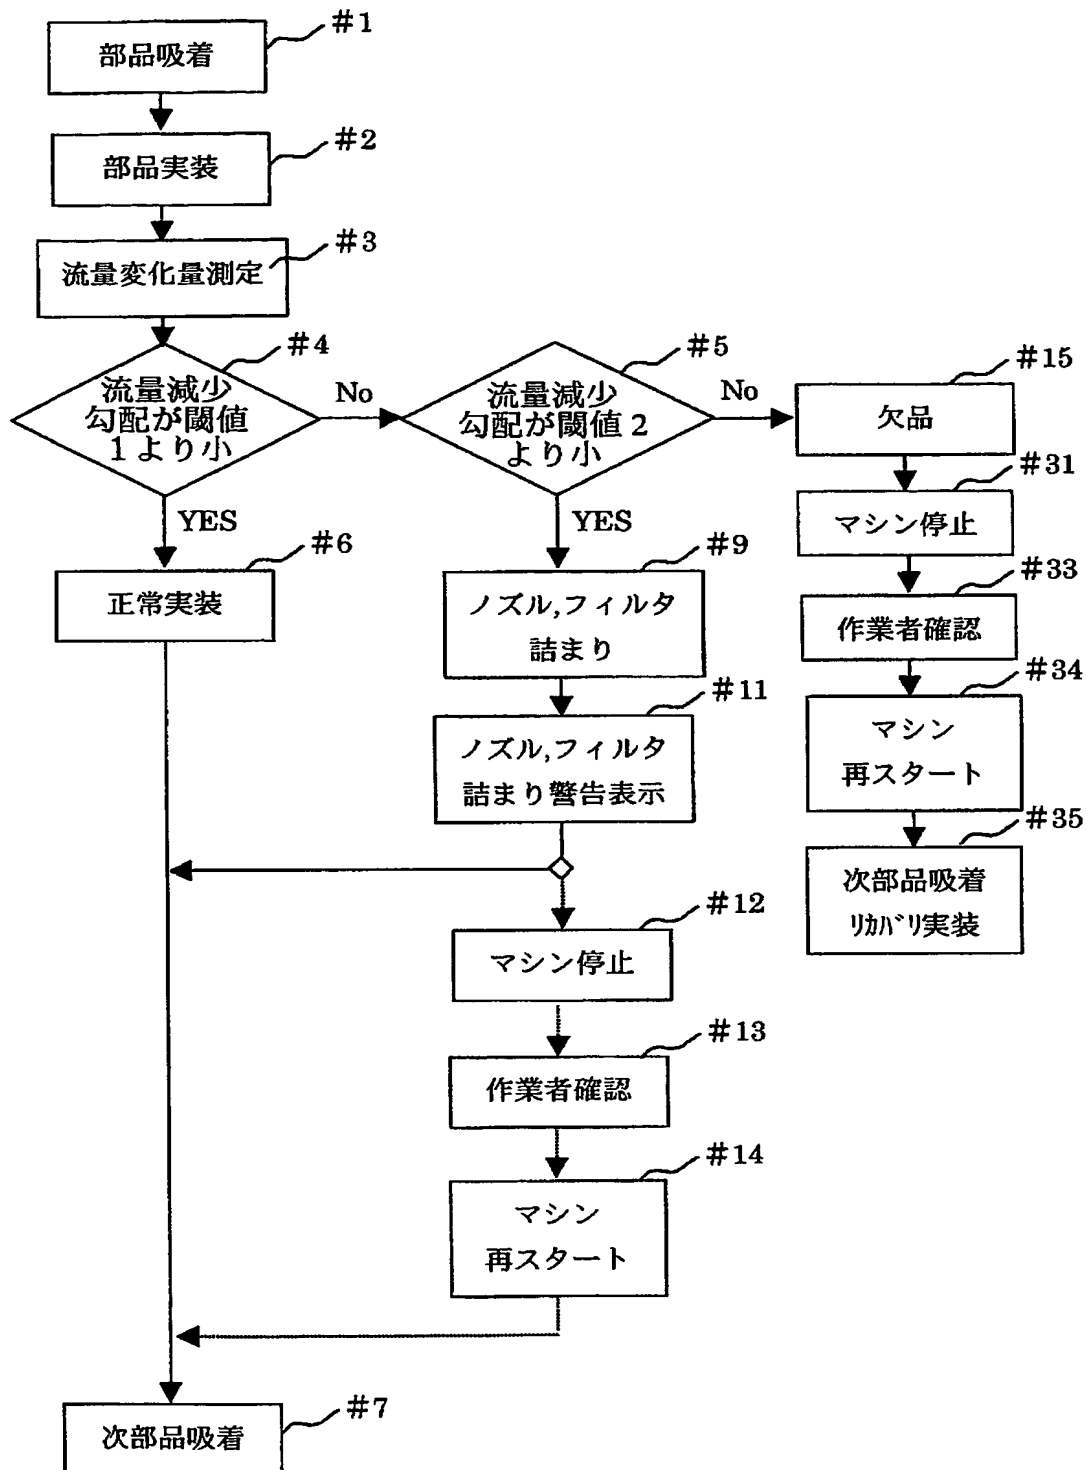 #1
部品吸着
#2
部品実装
#3
流量変化量測定
#4
流量減少
勾配が閾値
1より小
No
YES
#5
流量減少
勾配が閾値2
より小
No
YES
#15
欠品
#31
マシン停止
#33
作業者確認
#34
マシン
再スタート
#35
次部品吸着
ﾘｶﾊﾞﾘ実装
#6
正常実装
#9
ノズル,フィルタ
詰まり
#11
ノズル,フィルタ
詰まり警告表示
#12
マシン停止
#13
作業者確認
#14
マシン
再スタート
#7
次部品吸着